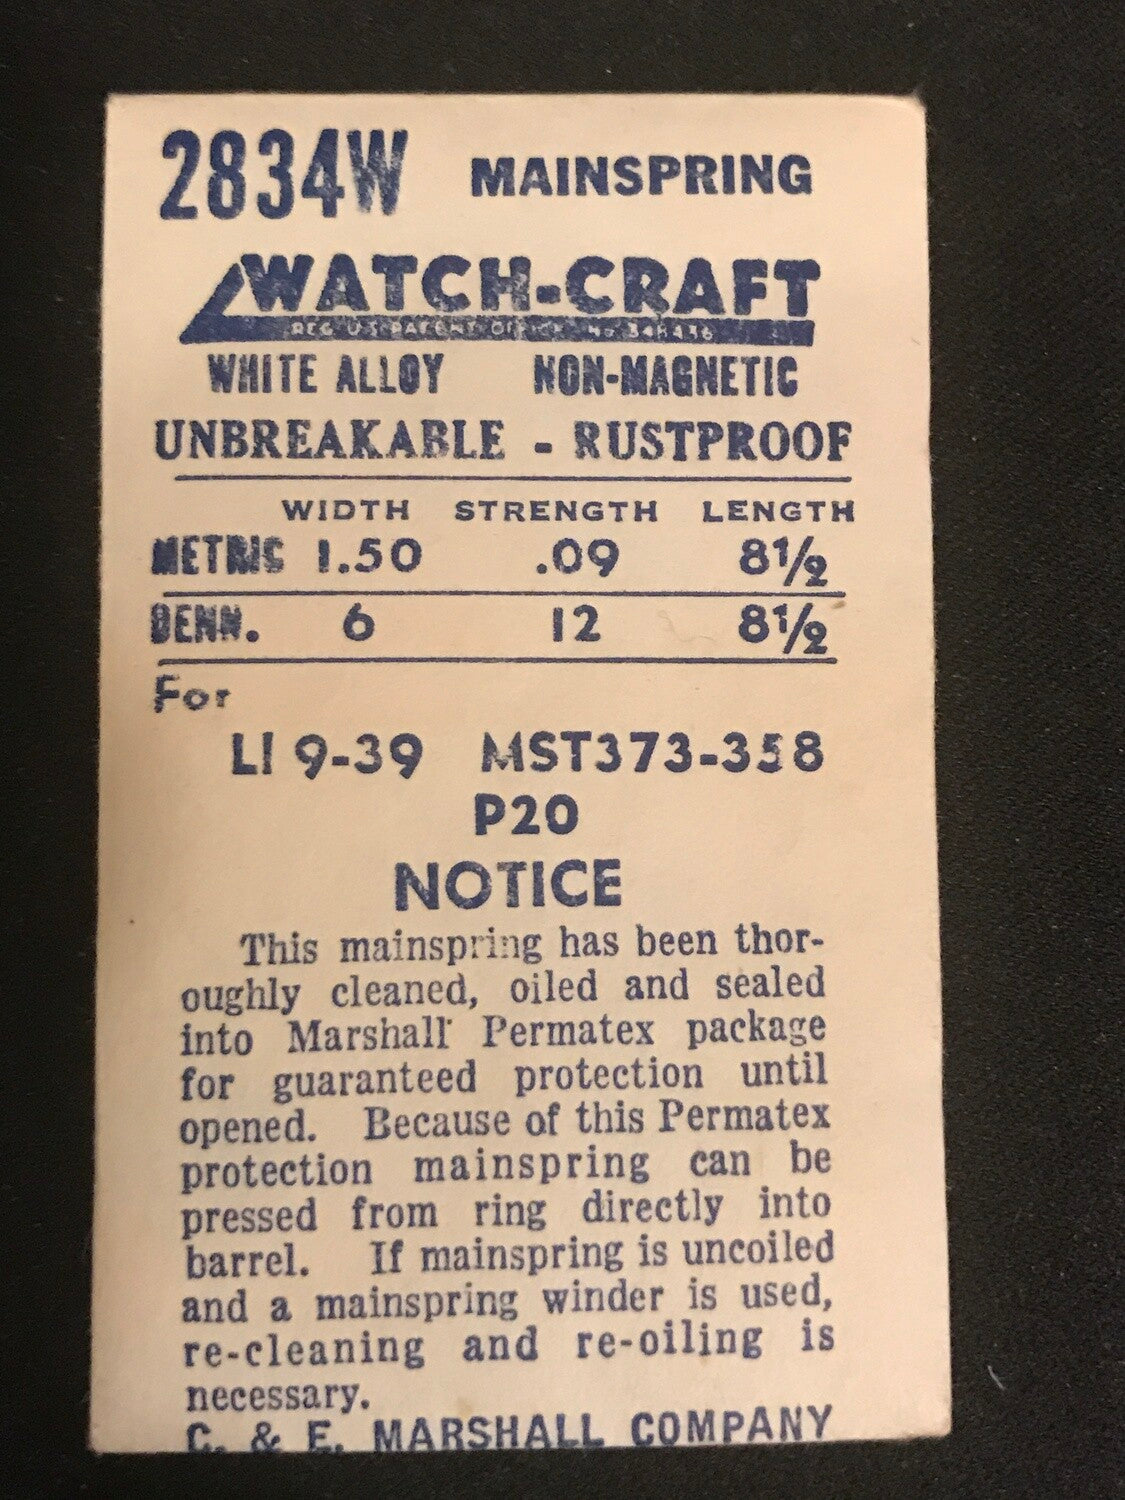 2834W MAINSPRING
WATCH-CRAFT
REG. U.S. PATENT OFFICE No.
WHITE ALLOY NON-MAGNETIC
UNBREAKABLE - RUSTPROOF
WIDTH STRENGTH LENGTH
METRIC 1.50 .09 8½
DENN. 6 12 8½
For
LI 9-39 MST373-358
P20
NOTICE
This mainspring has been thor-
oughly cleaned, oiled and sealed
into Marshall Permatex package
for guaranteed protection until
opened. Because of this Permatex
protection mainspring can be
pressed from ring directly into
barrel. If mainspring is uncoiled
and a mainspring winder is used,
re-cleaning and re-oiling is
necessary.
C. & E. MARSHALL COMPANY